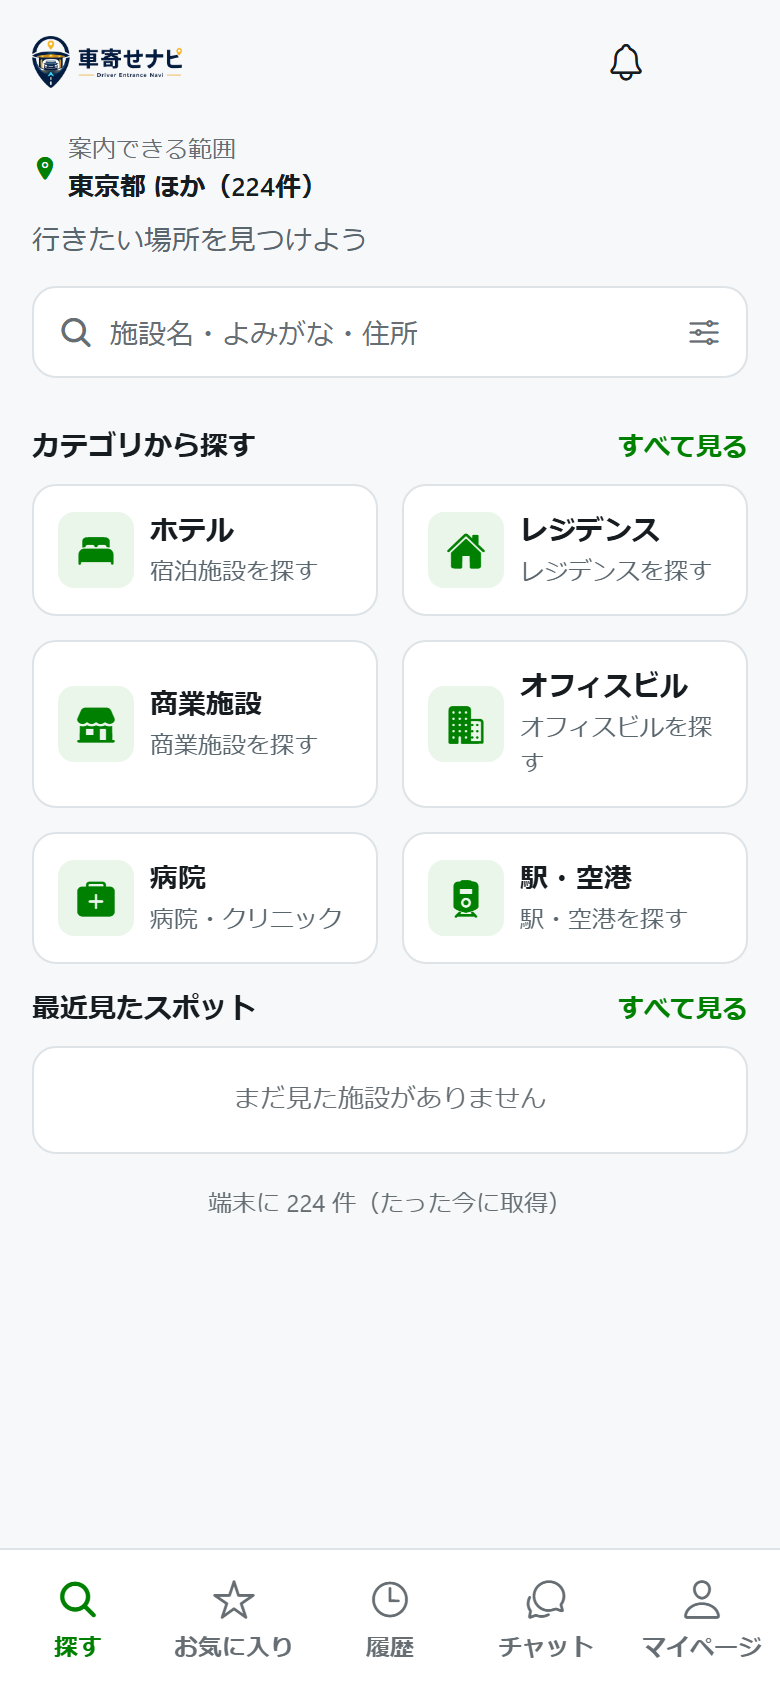 車寄せナビ
Driver Entrance Navi
案内できる範囲
東京都 ほか（224件）
行きたい場所を見つけよう
施設名・よみがな・住所
カテゴリから探す
すべて見る
ホテル
宿泊施設を探す
レジデンス
レジデンスを探す
商業施設
商業施設を探す
オフィスビル
オフィスビルを探
す
病院
病院・クリニック
駅・空港
駅・空港を探す
最近見たスポット
すべて見る
まだ見た施設がありません
端末に 224 件（たった今に取得）
探す
お気に入り
履歴
チャット
マイページ